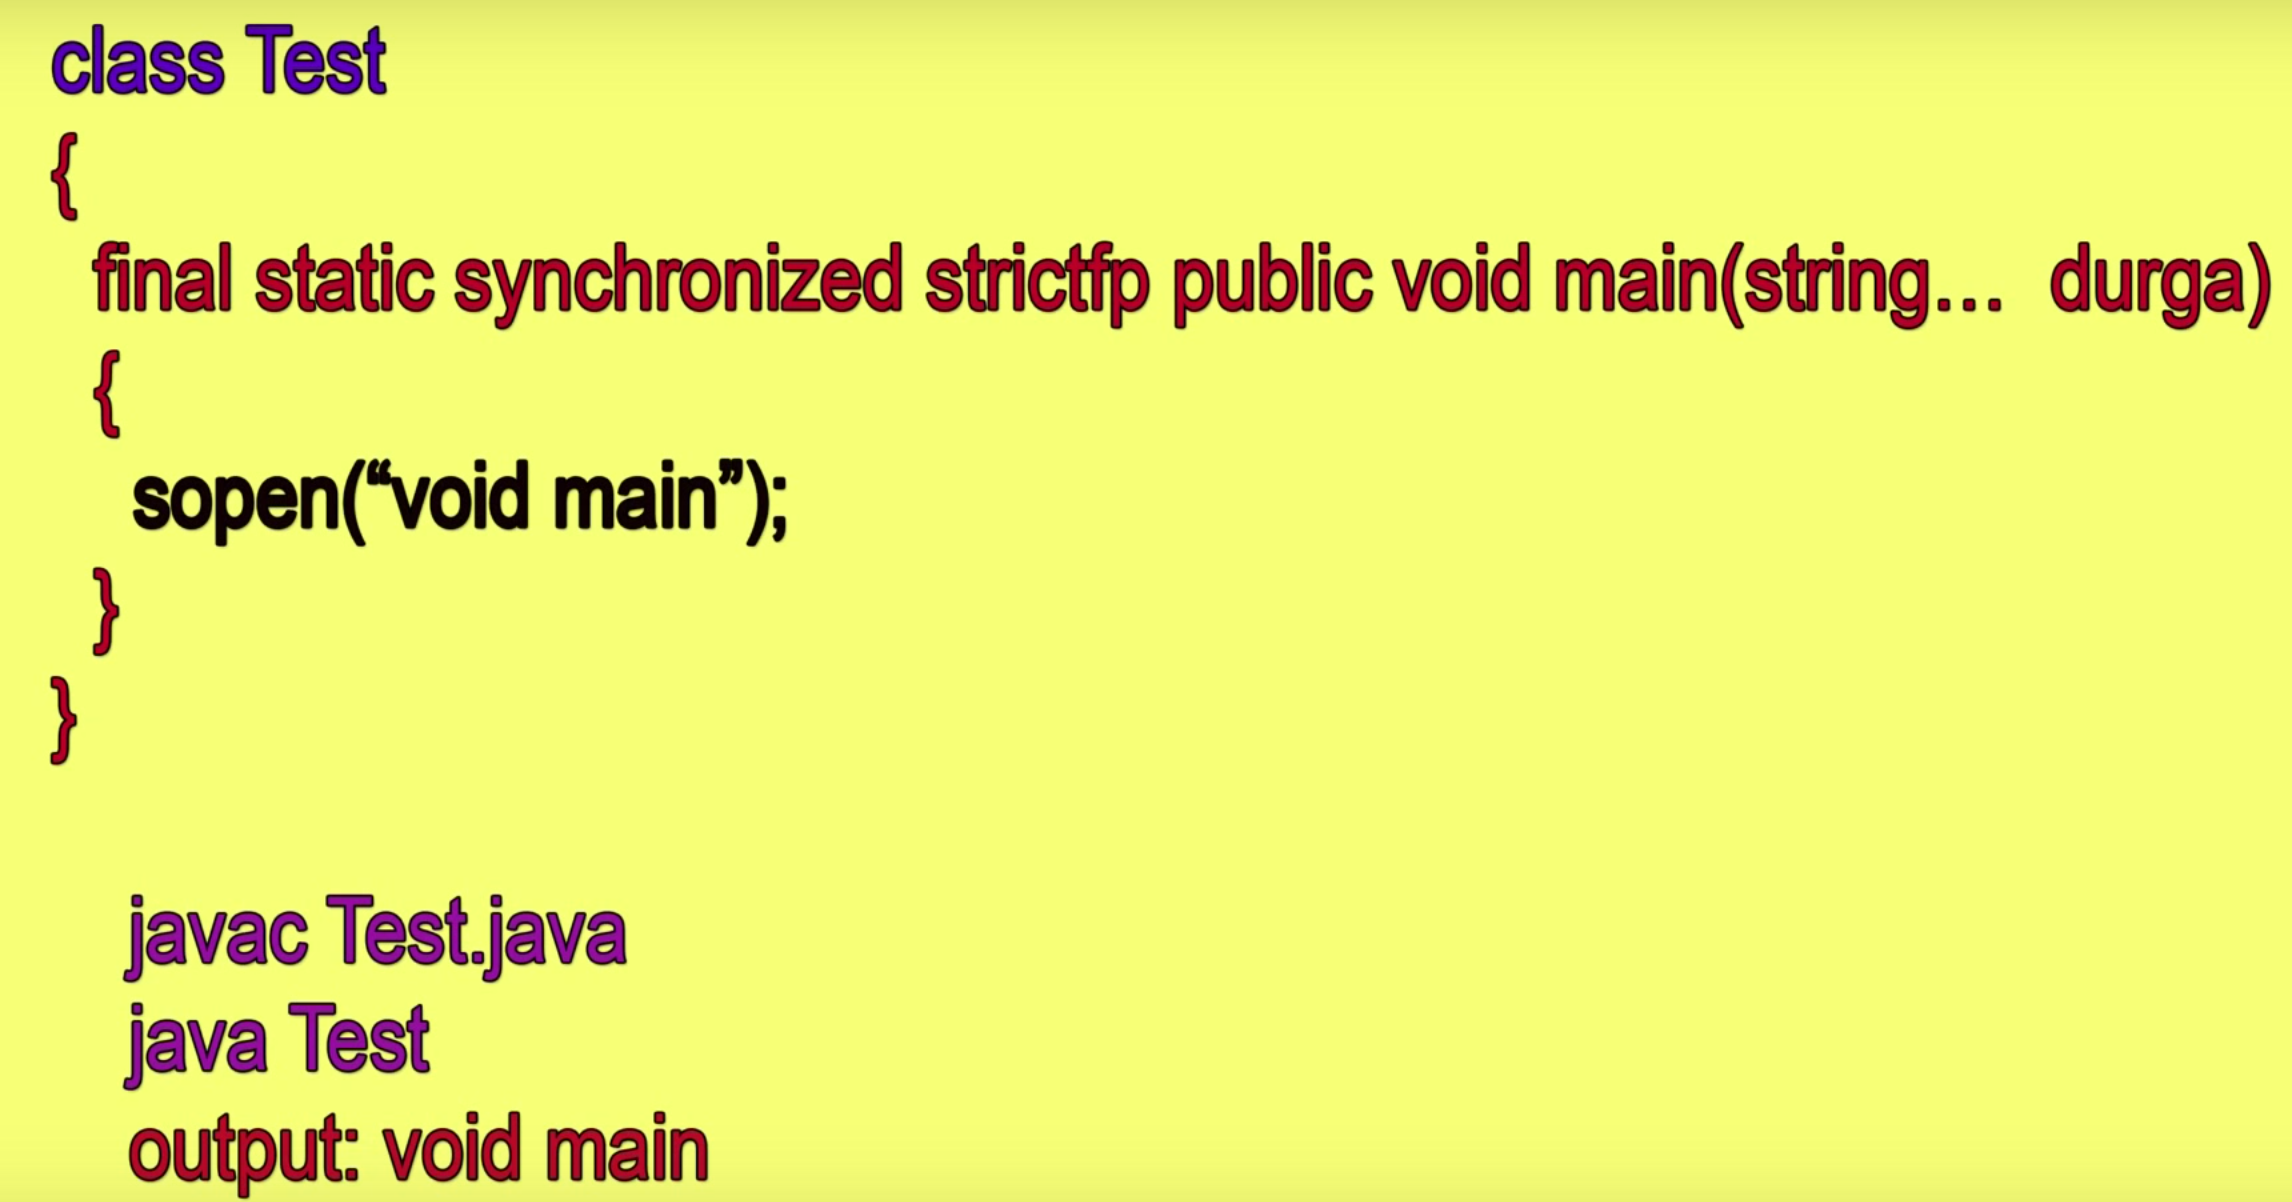 class Test
{
final static synchronized strictfp public void main(string... durga)
{
sopen(“void main”);
}
}
javac Test.java
java Test
output: void main